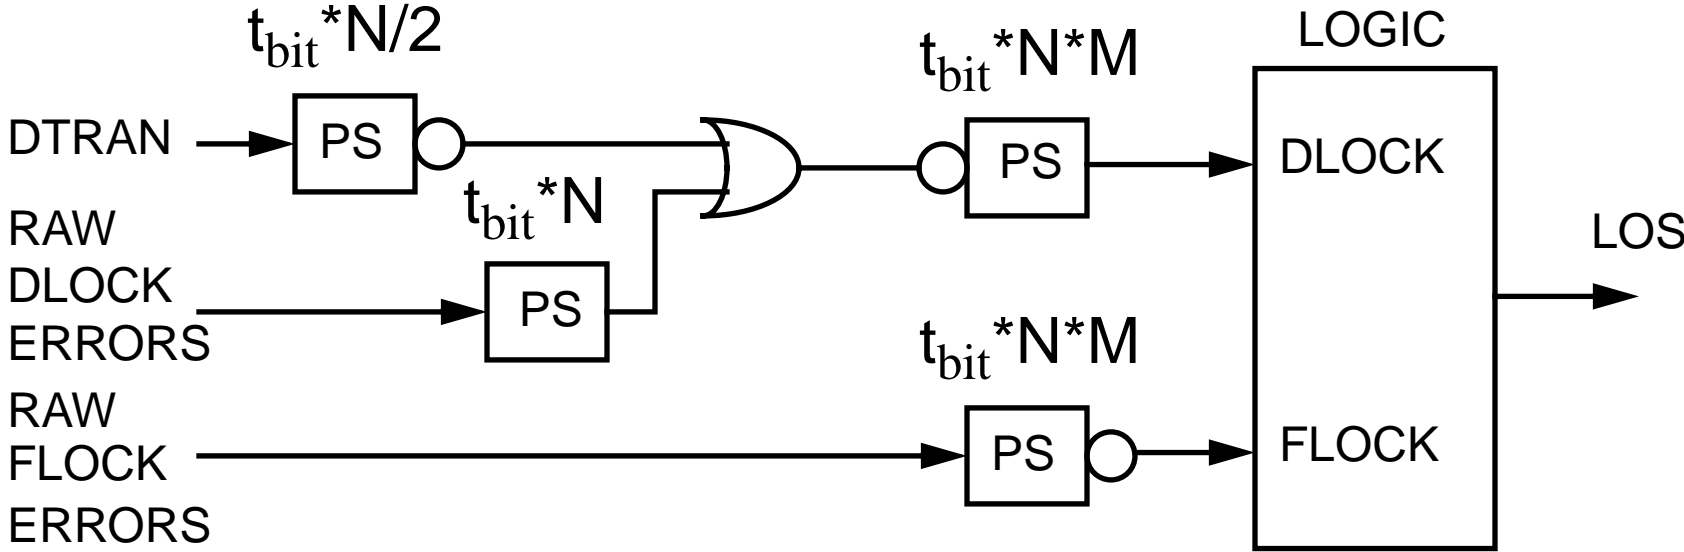 t_bit*N/2
LOGIC
t_bit*N*M
DTRAN
PS
PS
DLOCK
t_bit*N
RAW
DLOCK
ERRORS
PS
LOS
t_bit*N*M
RAW
FLOCK
ERRORS
PS
FLOCK